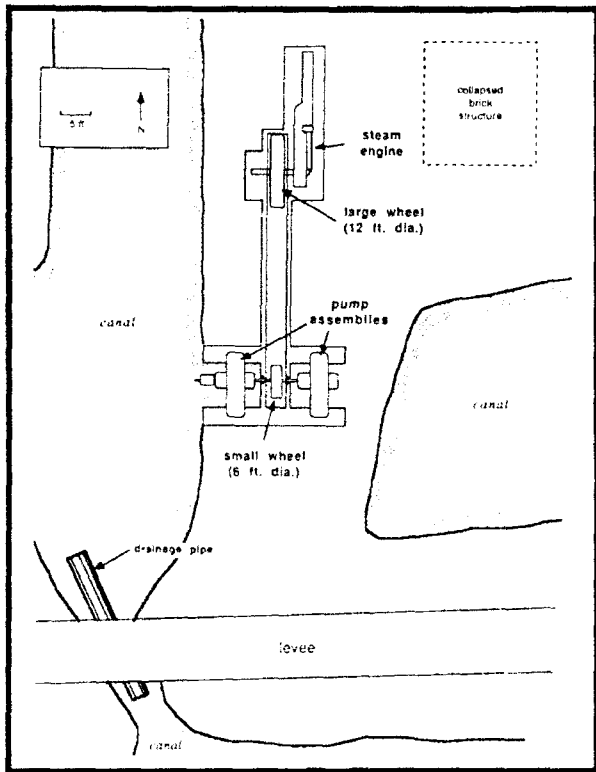 collapsed
brick
structure
5 ft
N
steam
engine
large wheel
(12 ft. dia.)
pump
assemblies
canal
canal
small wheel
(6 ft. dia.)
drainage pipe
levee
canal